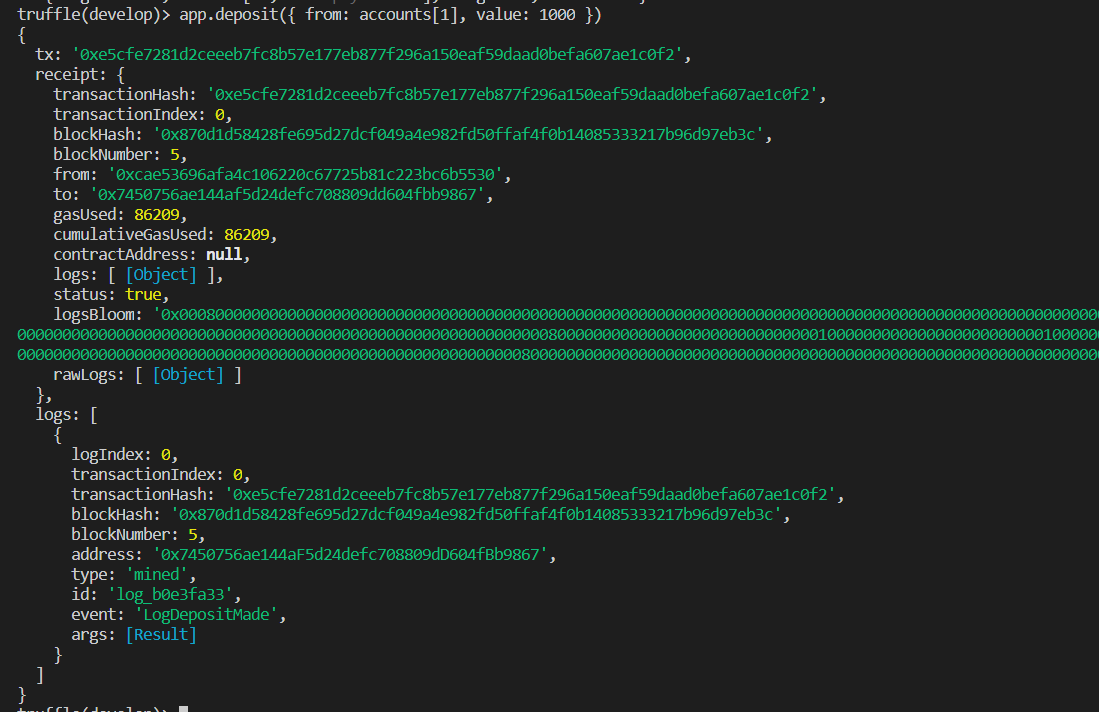 truffle(develop)> app.deposit({ from: accounts[1], value: 1000 })
{
  tx: '0xe5cfe7281d2ceeeb7fc8b57e177eb877f296a150eaf59daad0befa607ae1c0f2',
  receipt: {
    transactionHash: '0xe5cfe7281d2ceeeb7fc8b57e177eb877f296a150eaf59daad0befa607ae1c0f2',
    transactionIndex: 0,
    blockHash: '0x870d1d58428fe695d27dcf049a4e982fd50ffaf4f0b14085333217b96d97eb3c',
    blockNumber: 5,
    from: '0xcae53696afa4c106220c67725b81c223bc6b5530',
    to: '0x7450756ae144af5d24defc708809dd604fbb9867',
    gasUsed: 86209,
    cumulativeGasUsed: 86209,
    contractAddress: null,
    logs: [ [Object] ],
    status: true,
    logsBloom:
    rawLogs: [ [Object] ]
  },
  logs: [
    {
      logIndex: 0,
      transactionIndex: 0,
      transactionHash: '0xe5cfe7281d2ceeeb7fc8b57e177eb877f296a150eaf59daad0befa607ae1c0f2',
      blockHash: '0x870d1d58428fe695d27dcf049a4e982fd50ffaf4f0b14085333217b96d97eb3c',
      blockNumber: 5,
      address: '0x7450756ae144aF5d24defc708809dD604fBb9867',
      type: 'mined',
      id: 'log_b0e3fa33',
      event: 'LogDepositMade',
      args: [Result]
    }
  ]
}
truffle(develop)>